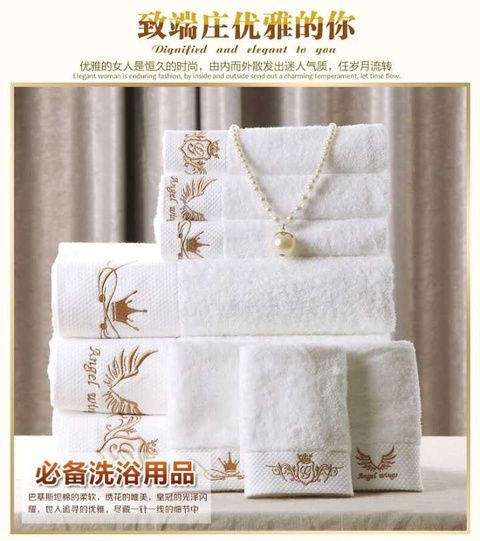 致端庄优雅的你
Dignified and elegant to you
优雅的女人是恒久的时尚，由内而外散发出迷人气质，任岁月流转
Elegant woman is enduring fashion, by inside and outside send out a charming temperament, let time flow.
G
Angel wing
Angel win
G
Angel wings
必备洗浴用品
巴基斯坦棉的柔软，绣花的唯美，皇冠的光泽闪
耀，世人追寻的优雅，尽藏一针一线的细节中